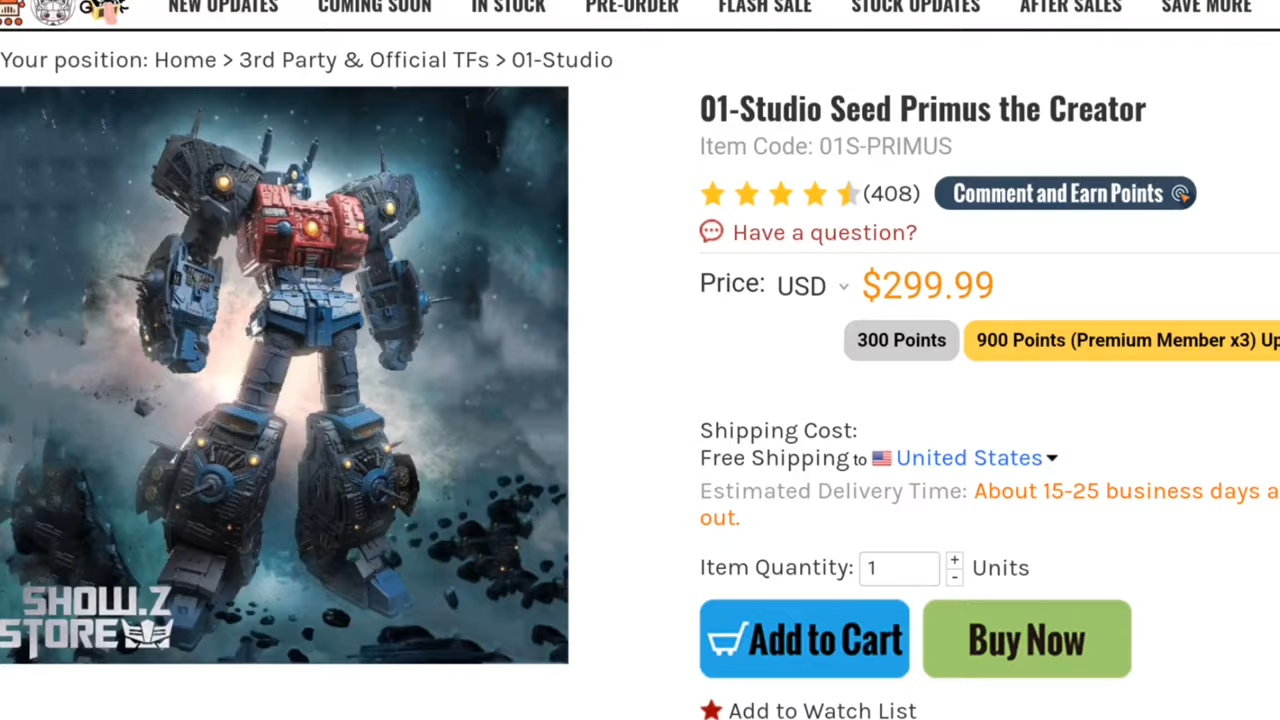 NEW UPDATES COMING SOON IN STOCK PRE-ORDER FLASH SALE STOCK UPDATES AFTER SALES SAVE MORE
Your position: Home > 3rd Party & Official TFs > 01-Studio
01-Studio Seed Primus the Creator
Item Code: 01S-PRIMUS
(408) Comment and Earn Points
Have a question?
Price: USD $299.99
300 Points 900 Points (Premium Member x3) Up
Shipping Cost:
Free Shipping to United States
Estimated Delivery Time: About 15-25 business days a
out.
Item Quantity: 1 + - Units
Add to Cart Buy Now
Add to Watch List
SHOW.Z
STORE